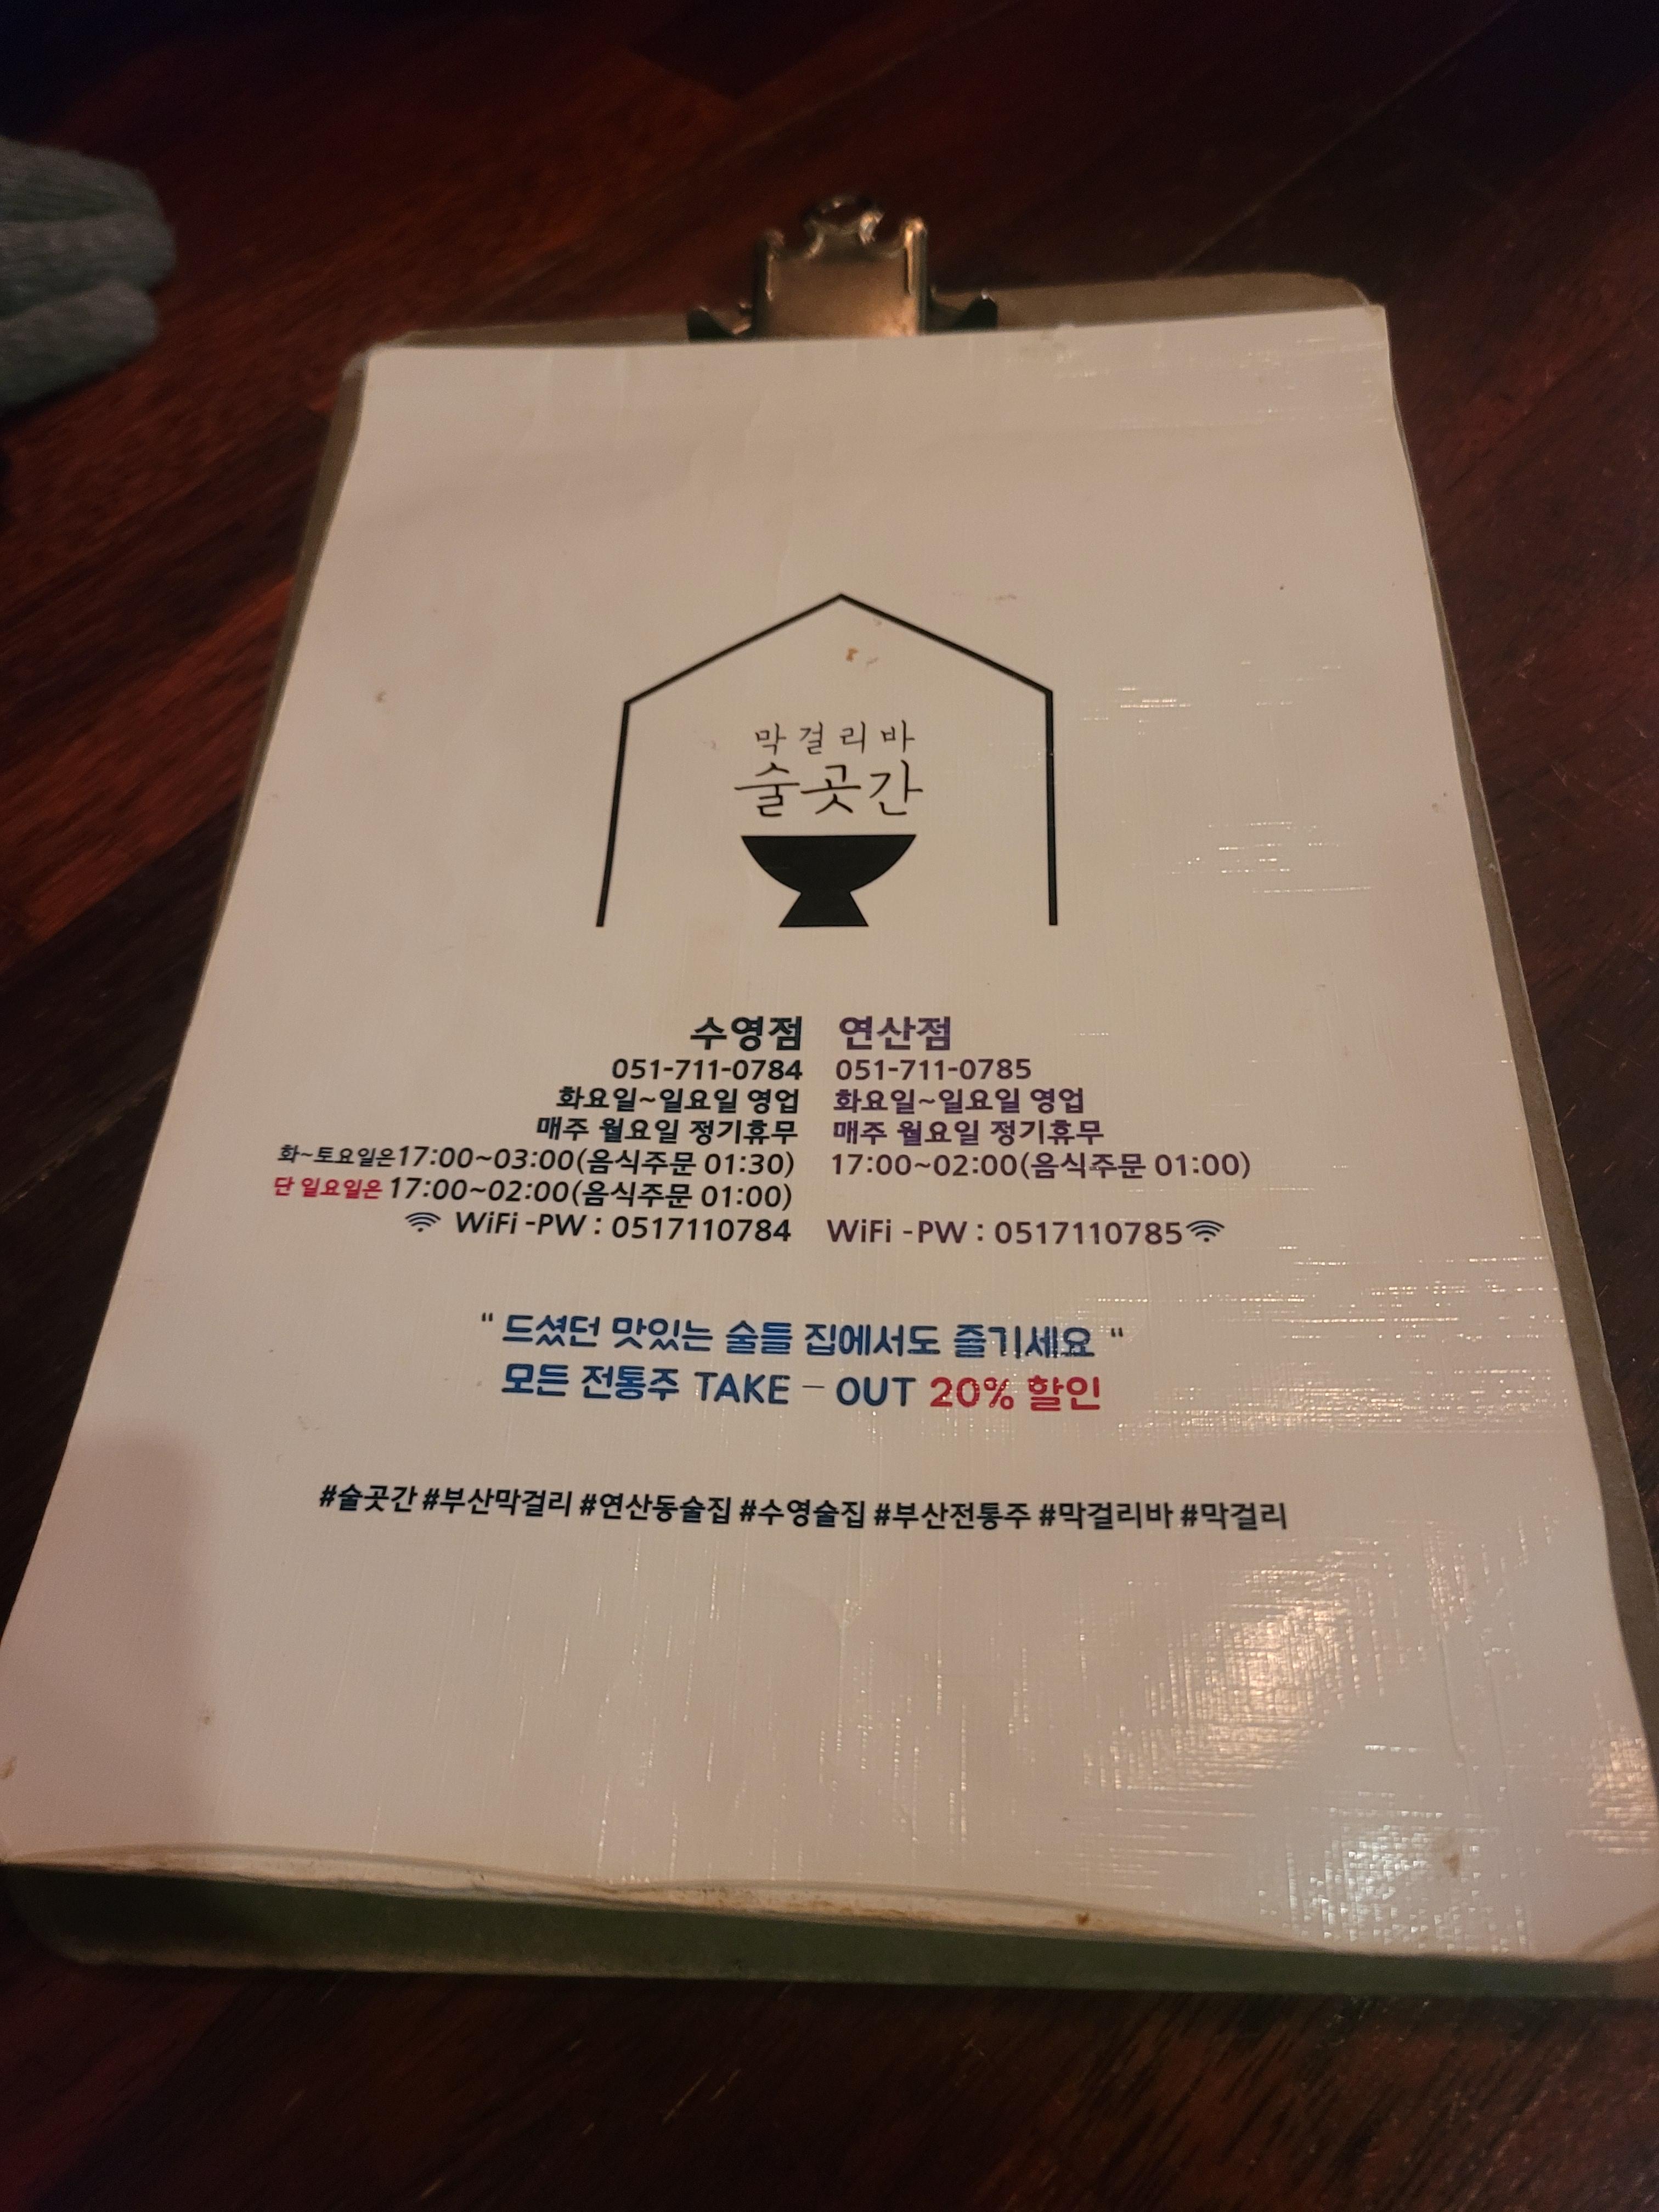 막걸리바
술곳간
수영점
051-711-0784
화요일~일요일 영업
매주 월요일 정기휴무
화~토요일은 17:00~03:00(음식주문 01:30)
단 일요일은 17:00~02:00(음식주문 01:00)
WiFi -PW : 0517110784
연산점
051-711-0785
화요일~일요일 영업
매주 월요일 정기휴무
17:00~02:00(음식주문 01:00)
WiFi -PW : 0517110785
" 드셨던 맛있는 술들 집에서도 즐기세요 "
모든 전통주 TAKE – OUT 20% 할인
#술곳간 #부산막걸리 #연산동술집 #수영술집 #부산전통주 #막걸리바 #막걸리